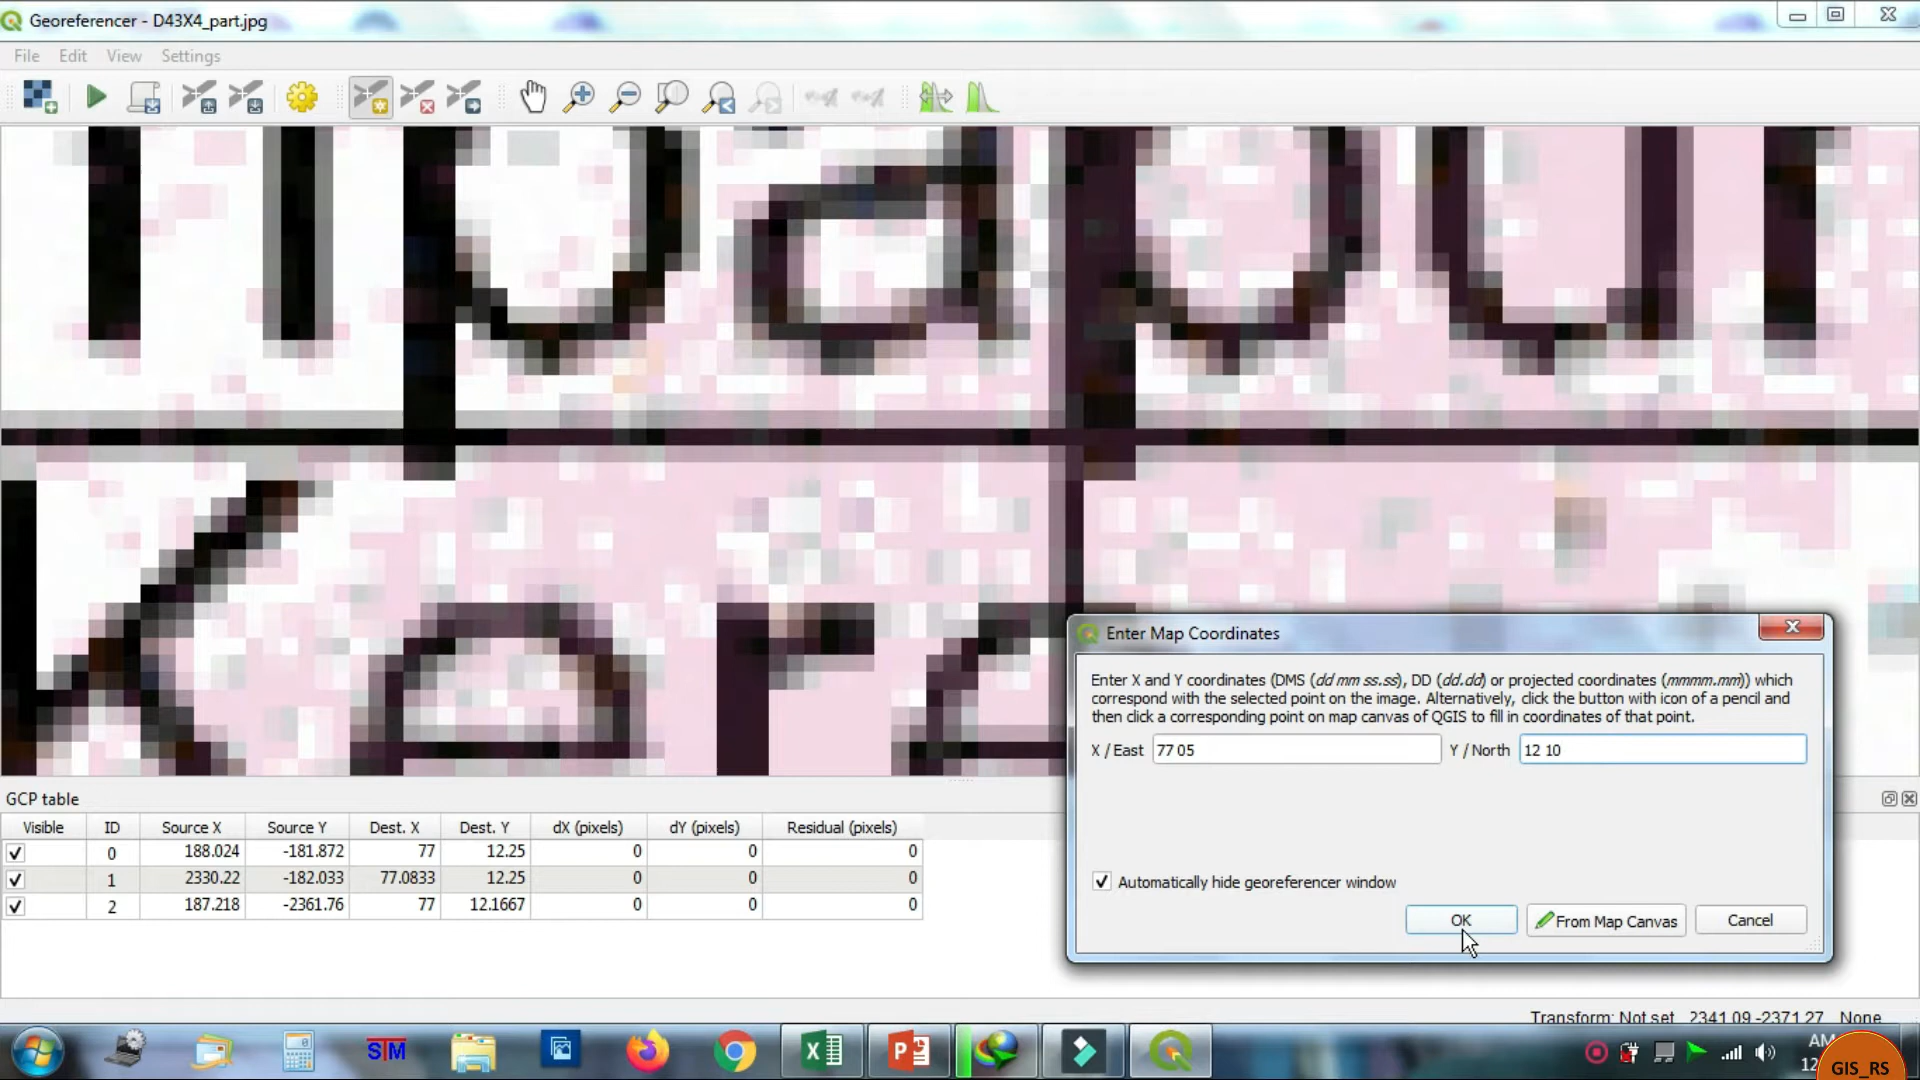 Georeferencer - D43X4_part.jpg
File Edit View Settings
Enter Map Coordinates
Enter X and Y coordinates (DMS (dd mm ss.ss), DD (dd.dd) or projected coordinates (mmmm.mm)) which
correspond with the selected point on the image. Alternatively, click the button with icon of a pencil and
then click a corresponding point on map canvas of QGIS to fill in coordinates of that point.
X / East 77 05 Y / North 12 10
Automatically hide georeferencer window
OK From Map Canvas Cancel
GCP table
Visible ID Source X Source Y Dest. X Dest. Y dX (pixels) dY (pixels) Residual (pixels)
0 188.024 -181.872 77 12.25 0 0 0
1 2330.22 -182.033 77.0833 12.25 0 0 0
2 187.218 -2361.76 77 12.1667 0 0 0
Transform: Not set 2341.09 -2371.27 None
STM
GIS_RS